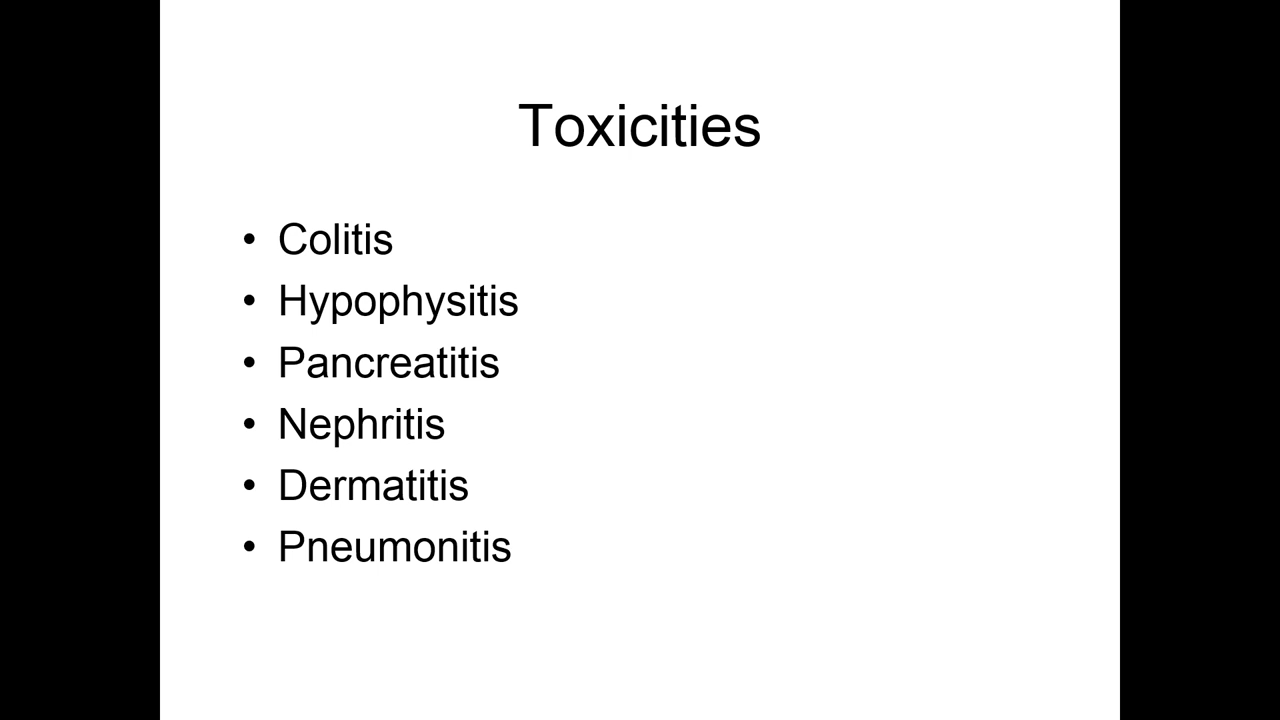 Toxicities
• Colitis
• Hypophysitis
• Pancreatitis
• Nephritis
• Dermatitis
• Pneumonitis